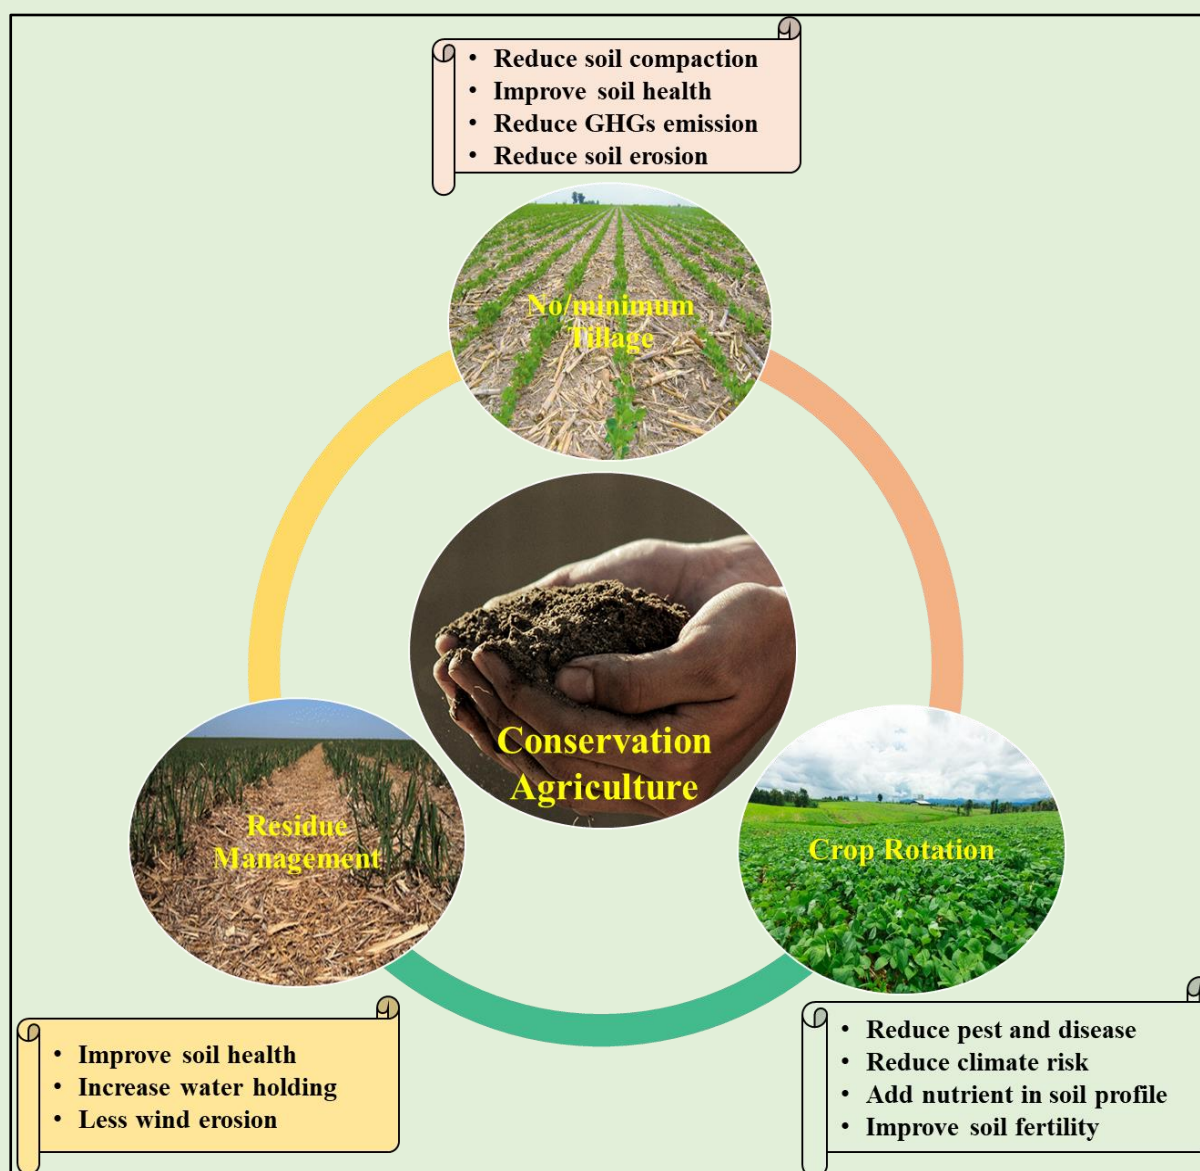 • Reduce soil compaction
• Improve soil health
• Reduce GHGs emission
• Reduce soil erosion
No/minimum
Tillage
Conservation
Agriculture
Residue
Management
Crop Rotation
• Improve soil health
• Increase water holding
• Less wind erosion
• Reduce pest and disease
• Reduce climate risk
• Add nutrient in soil profile
• Improve soil fertility